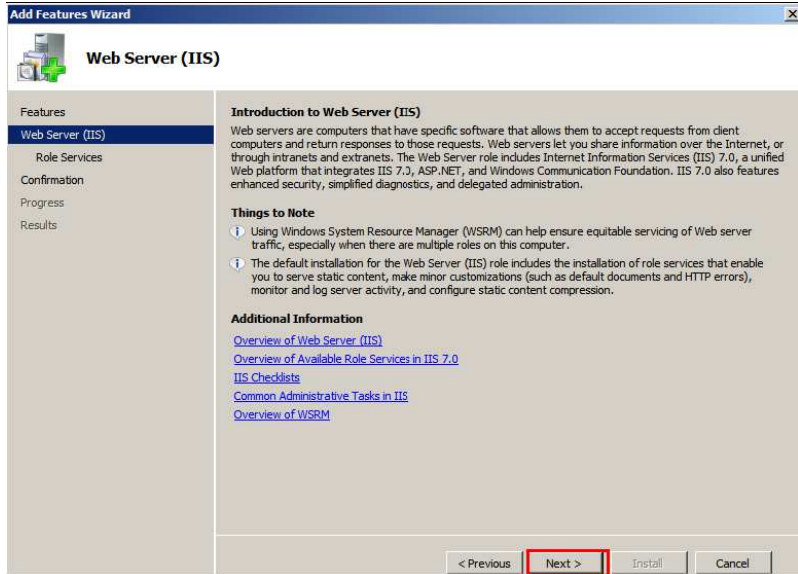 Add Features Wizard
Web Server (IIS)
Features
Web Server (IIS)
Role Services
Confirmation
Progress
Results
Introduction to Web Server (IIS)
Web servers are computers that have specific software that allows them to accept requests from client
computers and return responses to those requests. Web servers let you share information over the Internet, or
through intranets and extranets. The Web Server role includes Internet Information Services (IIS) 7.0, a unified
Web platform that integrates IIS 7.0, ASP.NET, and Windows Communication Foundation. IIS 7.0 also features
enhanced security, simplified diagnostics, and delegated administration.
Things to Note
Using Windows System Resource Manager (WSRM) can help ensure equitable servicing of Web server
traffic, especially when there are multiple roles on this computer.
The default installation for the Web Server (IIS) role includes the installation of role services that enable
you to serve static content, make minor customizations (such as default documents and HTTP errors),
monitor and log server activity, and configure static content compression.
Additional Information
Overview of Web Server (IIS)
Overview of Available Role Services in IIS 7.0
IIS Checklists
Common Administrative Tasks in IIS
Overview of WSRM
< Previous
Next >
Install
Cancel